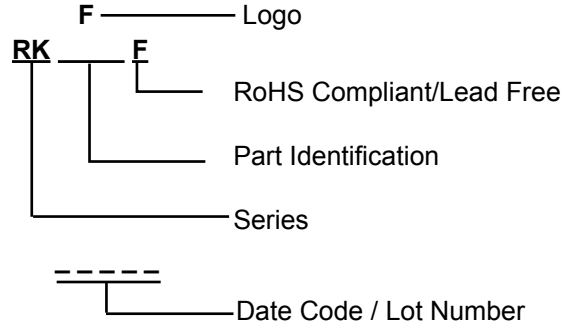 F Logo
RK F
RoHS Compliant/Lead Free
Part Identification
Series
Date Code / Lot Number